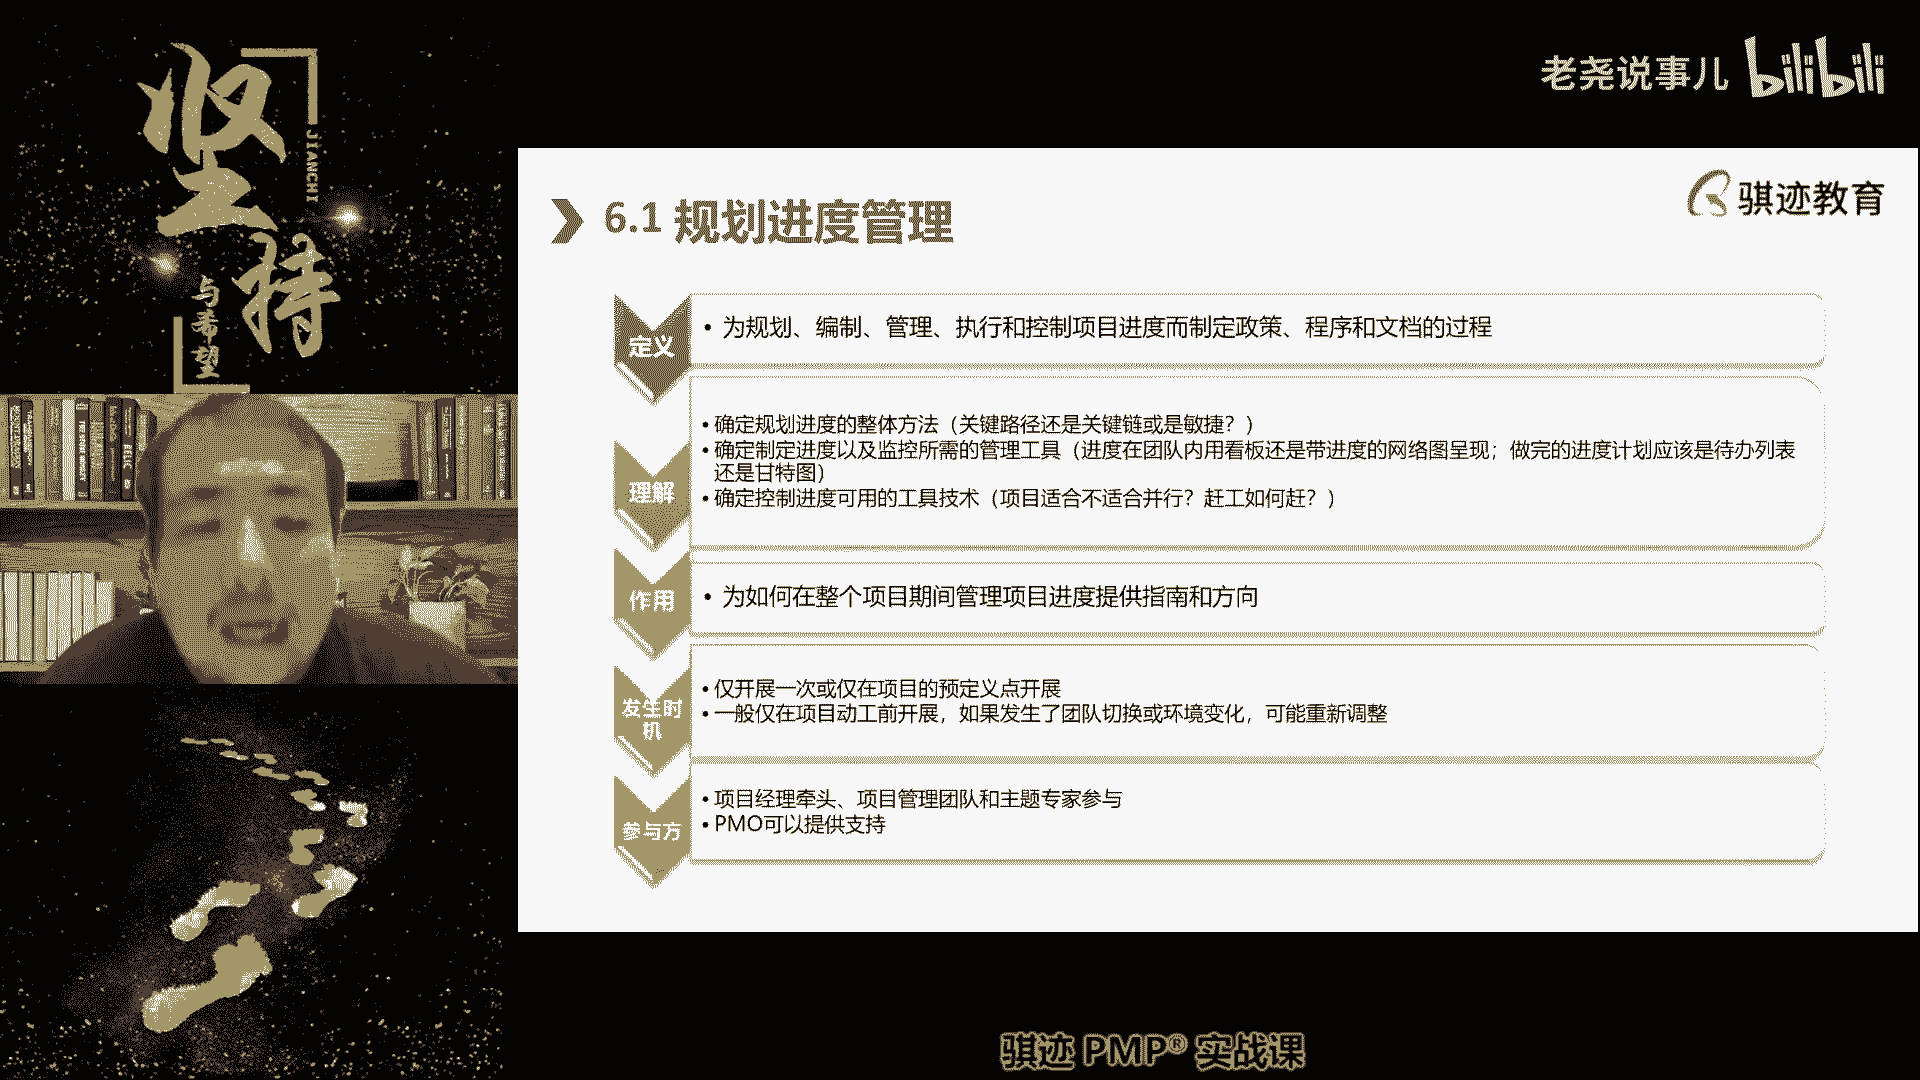 坚持
JIANCHI
与希望
老尧说事儿 bilibili
骐迹教育
6.1 规划进度管理
定义
• 为规划、编制、管理、执行和控制项目进度而制定政策、程序和文档的过程
理解
• 确定规划进度的整体方法（关键路径还是关键链或是敏捷？）
• 确定制定进度以及监控所需的管理工具（进度在团队内用看板还是带进度的网络图呈现；做完的进度计划应该是待办列表
还是甘特图）
• 确定控制进度可用的工具技术（项目适合不适合并行？赶工如何赶？）
作用
• 为如何在整个项目期间管理项目进度提供指南和方向
发生时
机
• 仅开展一次或仅在项目的预定义点开展
• 一般仅在项目动工前开展，如果发生了团队切换或环境变化，可能重新调整
参与方
• 项目经理牵头、项目管理团队和主题专家参与
• PMO可以提供支持
骐迹 PMP® 实战课